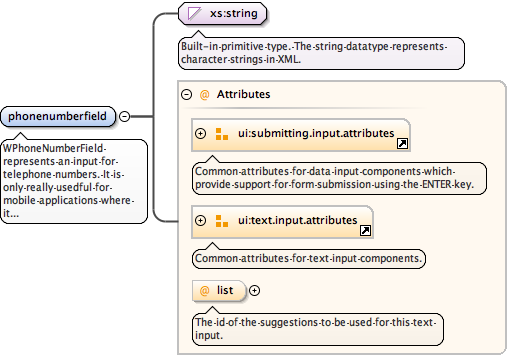 xs:string
Built-in-primitive-type.·The-string-datatype-represents-
character-strings-in-XML.
@ Attributes
phonenumberfield
WPhoneNumberField-
represents-an-input-for-
telephone-numbers.·It-is-
only-really-usedful-for-
mobile-applications-where-
it...
ui:submitting.input.attributes
Common-attributes-for-data-input-components-which-
provide-support-for-form-submission-using-the-ENTER-key.
ui:text.input.attributes
Common-attributes-for-text-input-components.
@ list
The-id-of-the-suggestions-to-be-used-for-this-text-
input.